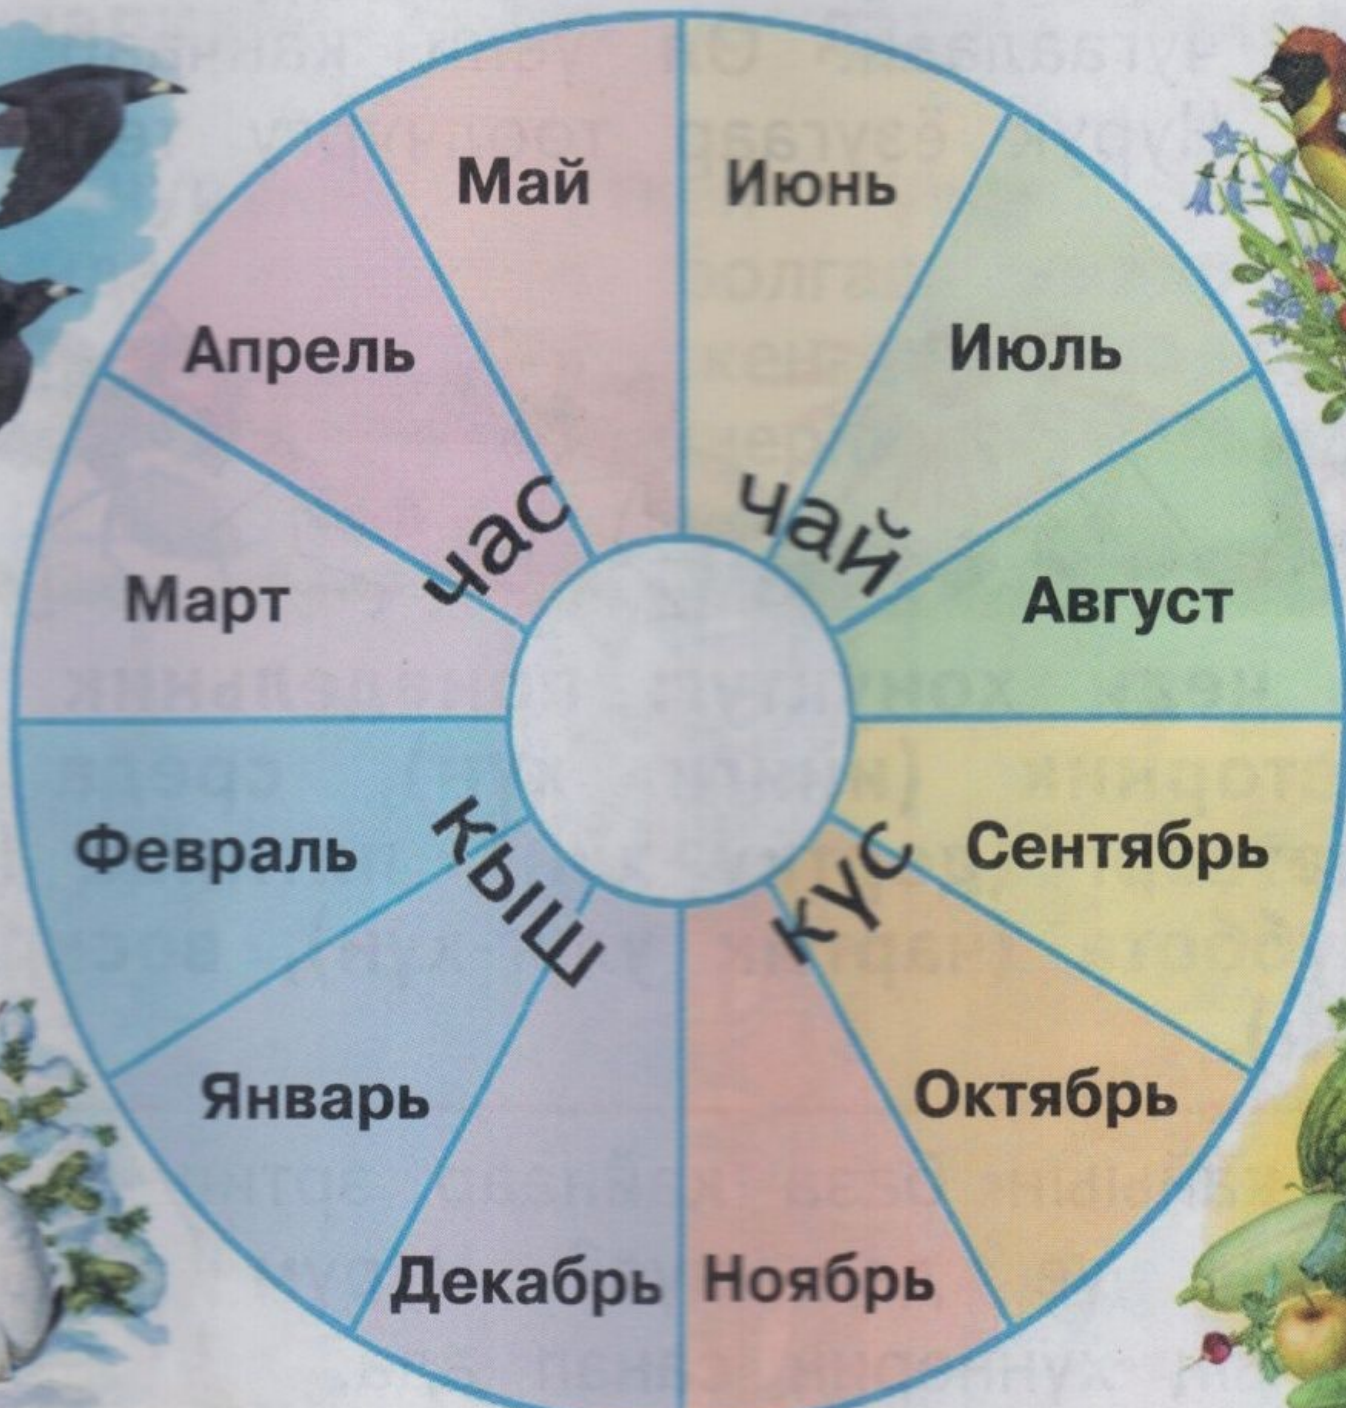 Май
Июнь
Апрель
Июль
час
чай
Март
Август
Февраль
Сентябрь
кыш
кус
Январь
Октябрь
Декабрь
Ноябрь